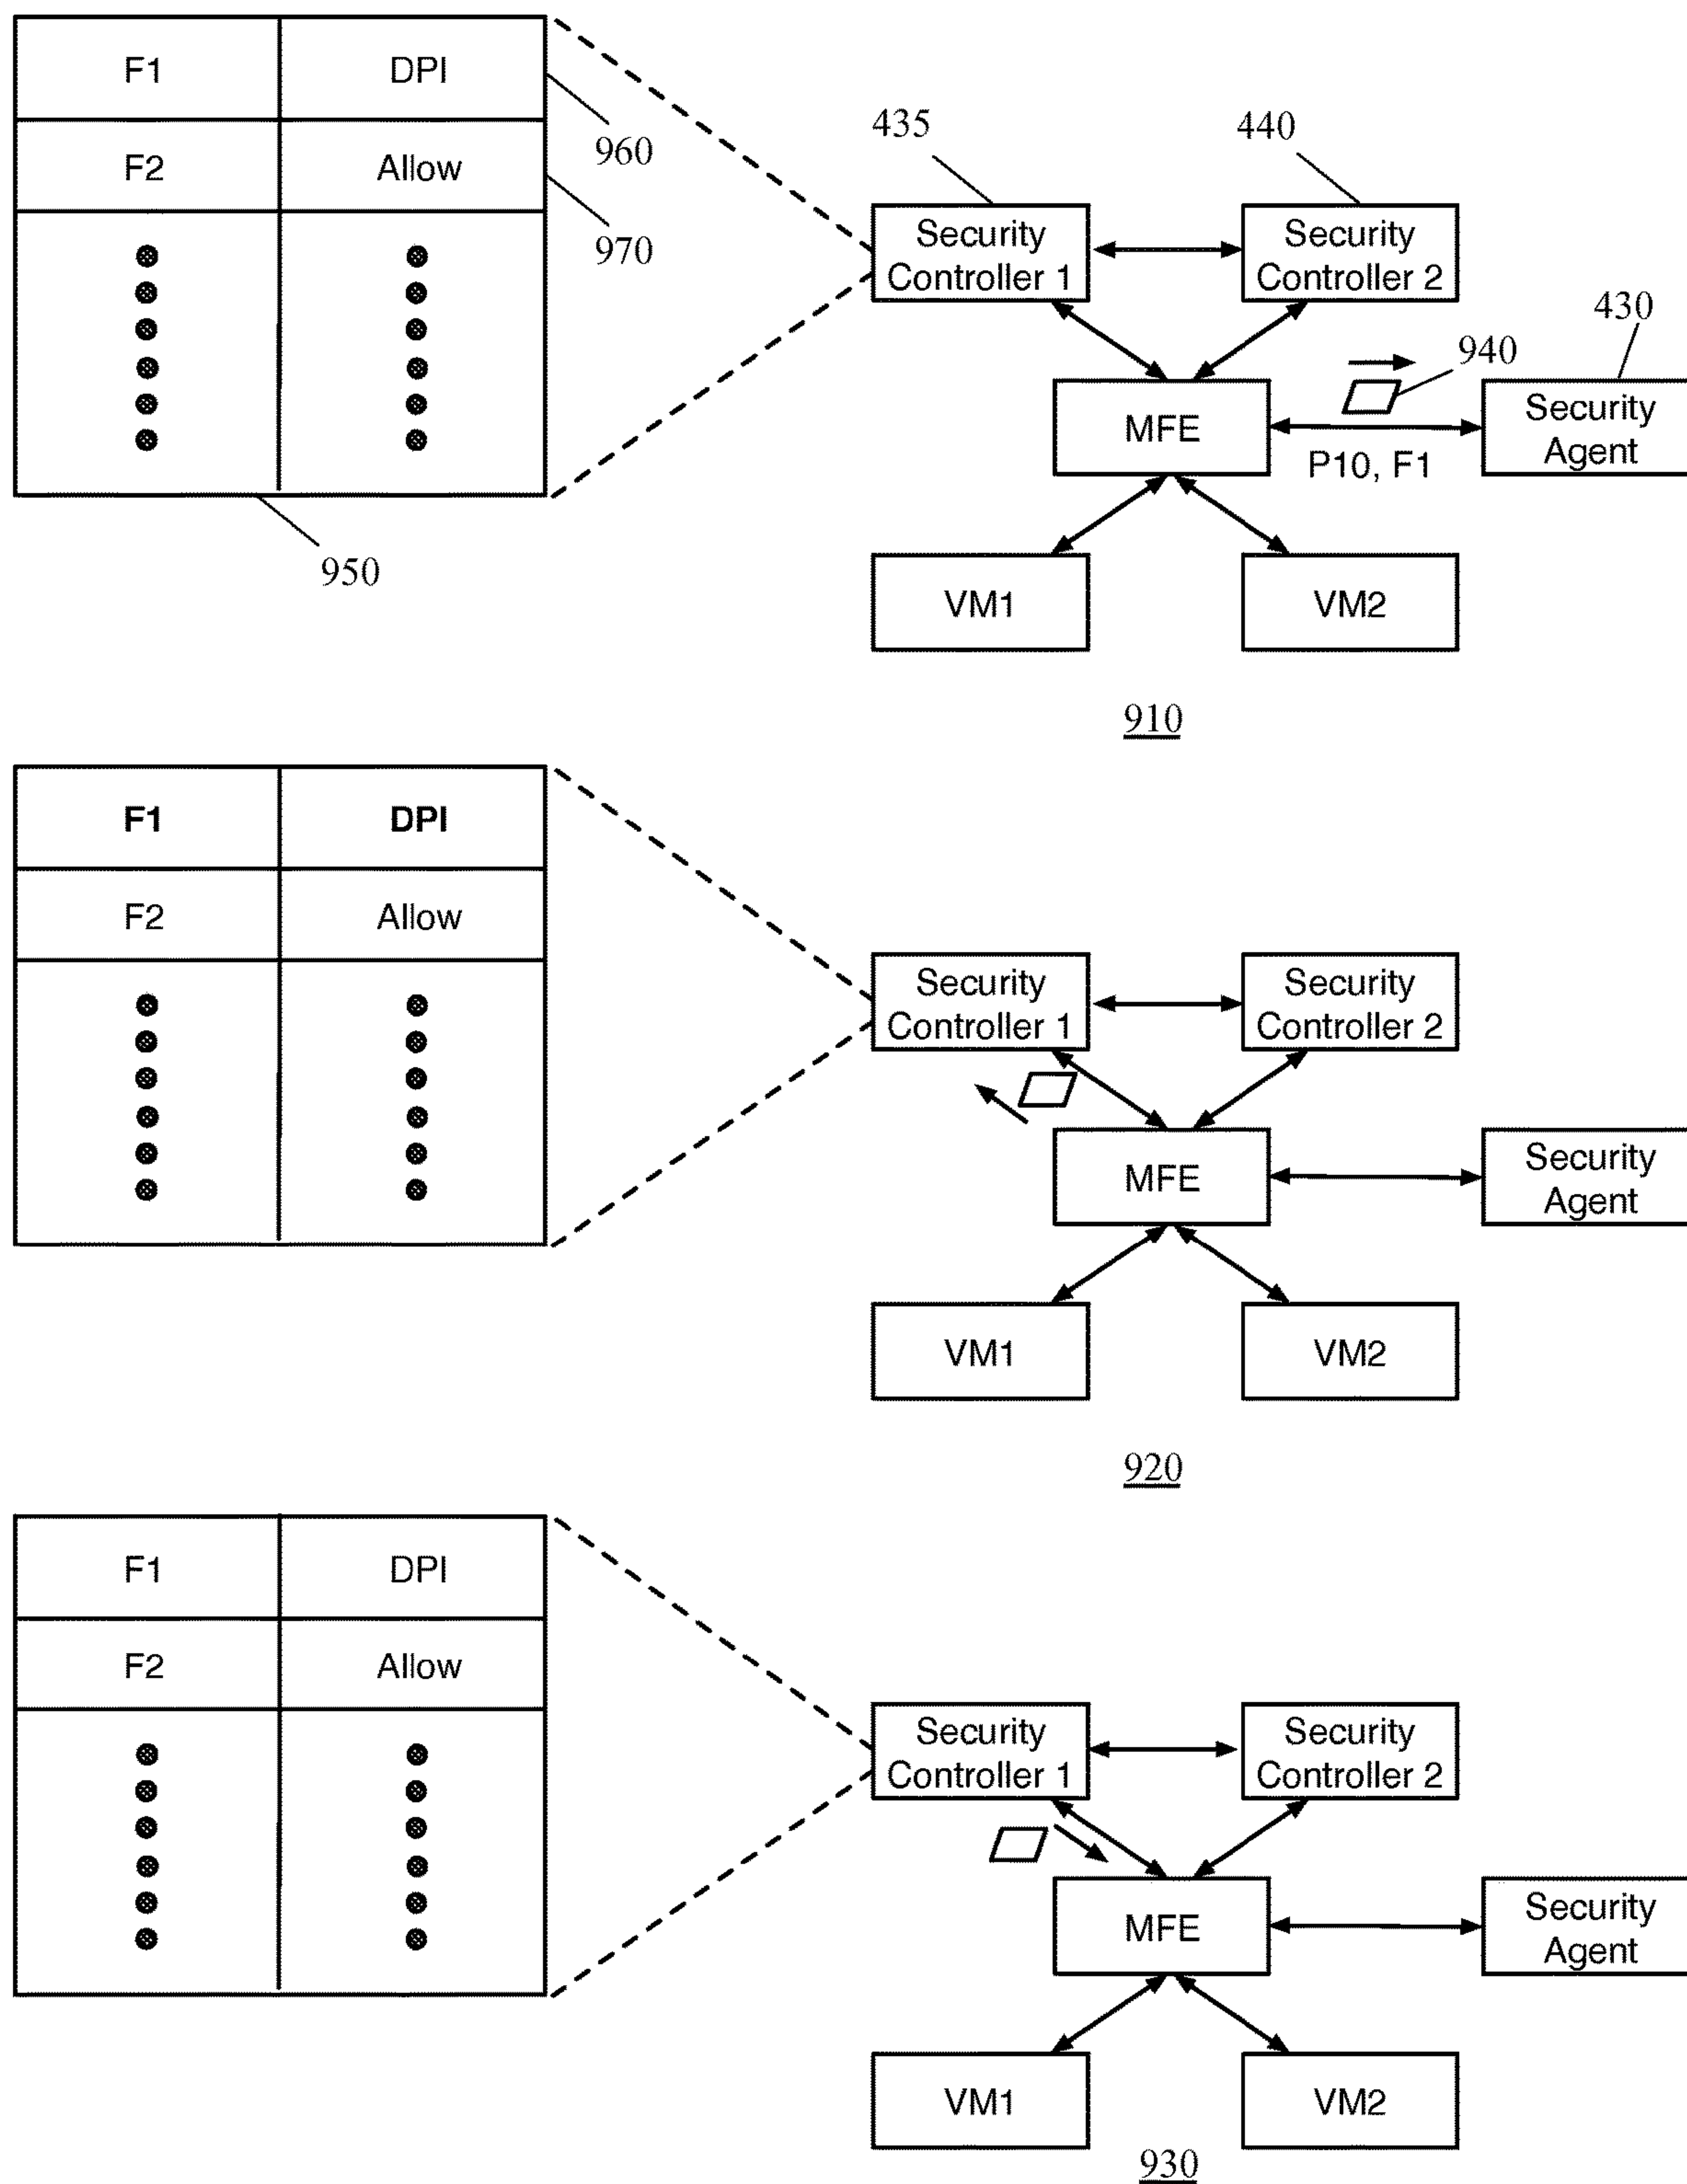 F1 DPI
960
F2 Allow
970
950
435 440
Security Controller 1
Security Controller 2
430
940
MFE
P10, F1
Security Agent
VM1 VM2
910
F1 DPI
F2 Allow
Security Controller 1
Security Controller 2
MFE
Security Agent
VM1 VM2
920
F1 DPI
F2 Allow
Security Controller 1
Security Controller 2
MFE
Security Agent
VM1 VM2
930